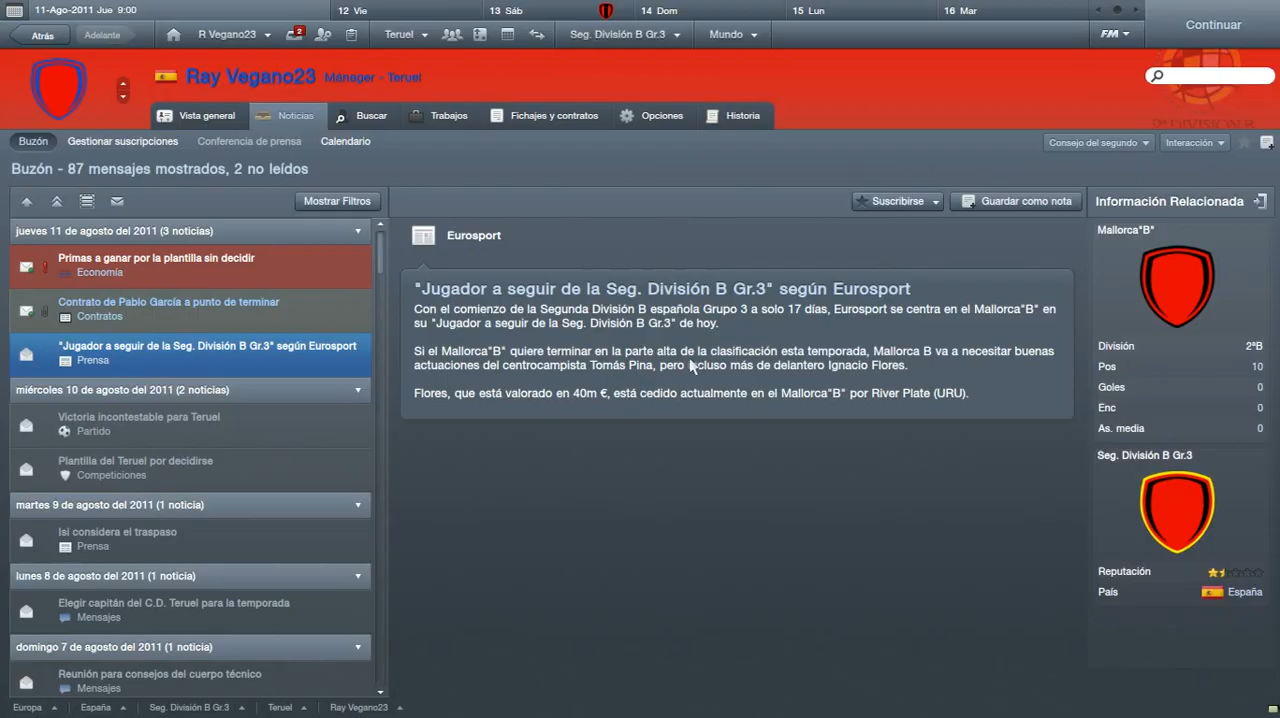 11-Ago-2011 Jue 9:00
12 Vie
13 Sáb
14 Dom
15 Lun
16 Mar
Continuar
Atrás
Adelante
R Vegano23
2
Teruel
Seg. División B Gr.3
Mundo
FM
Ray Vegano23
Mánager - Teruel
Vista general
Noticias
Buscar
Trabajos
Fichajes y contratos
Opciones
Historia
Buzón
Gestionar suscripciones
Conferencia de prensa
Calendario
Consejo del segundo
Interacción
Buzón - 87 mensajes mostrados, 2 no leídos
Mostrar Filtros
Suscribirse
Guardar como nota
Información Relacionada
jueves 11 de agosto del 2011 (3 noticias)
Primas a ganar por la plantilla sin decidir
Economía
Contrato de Pablo García a punto de terminar
Contratos
"Jugador a seguir de la Seg. División B Gr.3" según Eurosport
Prensa
miércoles 10 de agosto del 2011 (2 noticias)
Victoria incontestable para Teruel
Partido
Plantilla del Teruel por decidirse
Competiciones
martes 9 de agosto del 2011 (1 noticia)
Isi considera el traspaso
Prensa
lunes 8 de agosto del 2011 (1 noticia)
Elegir capitán del C.D. Teruel para la temporada
Mensajes
domingo 7 de agosto del 2011 (1 noticia)
Reunión para consejos del cuerpo técnico
Mensajes
Eurosport
"Jugador a seguir de la Seg. División B Gr.3" según Eurosport
Con el comienzo de la Segunda División B española Grupo 3 a solo 17 días, Eurosport se centra en el Mallorca"B" en
su "Jugador a seguir de la Seg. División B Gr.3" de hoy.
Si el Mallorca"B" quiere terminar en la parte alta de la clasificación esta temporada, Mallorca B va a necesitar buenas
actuaciones del centrocampista Tomás Pina, pero incluso más de delantero Ignacio Flores.
Flores, que está valorado en 40m €, está cedido actualmente en el Mallorca"B" por River Plate (URU).
Mallorca"B"
División 2ªB
Pos 10
Goles 0
Enc 0
As. media 0
Seg. División B Gr.3
Reputación
País España
Europa
España
Seg. División B Gr.3
Teruel
Ray Vegano23